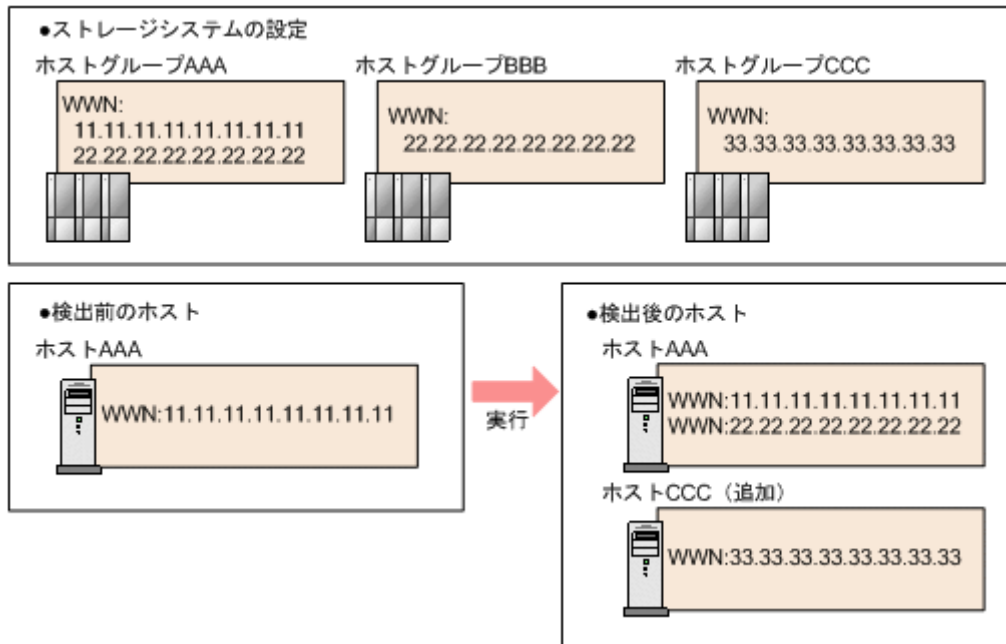 ●ストレージシステムの設定
ホストグループAAA
WWN:
11.11.11.11.11.11.11.11
22.22.22.22.22.22.22.22
ホストグループBBB
WWN:
22.22.22.22.22.22.22.22
ホストグループCCC
WWN:
33.33.33.33.33.33.33.33
●検出前のホスト
ホストAAA
WWN:11.11.11.11.11.11.11.11
実行
●検出後のホスト
ホストAAA
WWN:11.11.11.11.11.11.11.11
WWN:22.22.22.22.22.22.22.22
ホストCCC（追加）
WWN:33.33.33.33.33.33.33.33